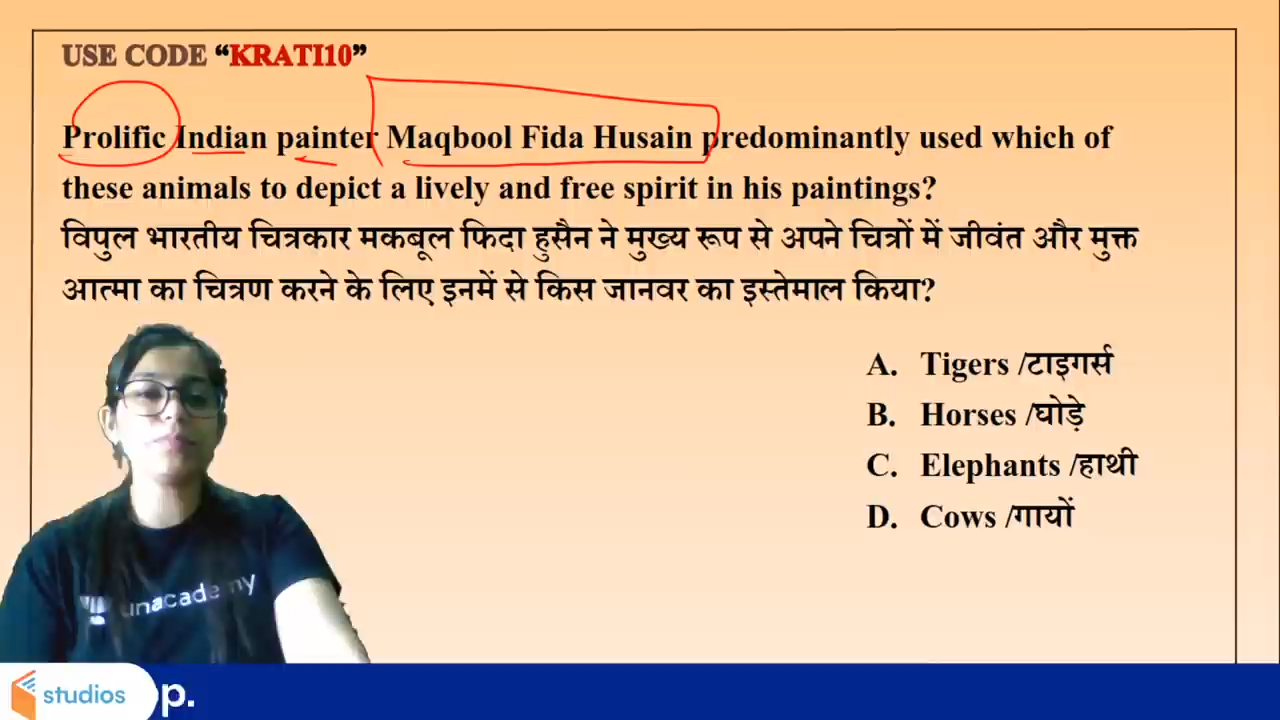 USE CODE “KRATI10”
Prolific Indian painter Maqbool Fida Husain predominantly used which of
these animals to depict a lively and free spirit in his paintings?
विपुल भारतीय चित्रकार मकबूल फिदा हुसैन ने मुख्य रूप से अपने चित्रों में जीवंत और मुक्त
आत्मा का चित्रण करने के लिए इनमें से किस जानवर का इस्तेमाल किया?
A. Tigers /टाइगर्स
B. Horses /घोड़े
C. Elephants /हाथी
D. Cows /गायों
unacademy
studios
p.